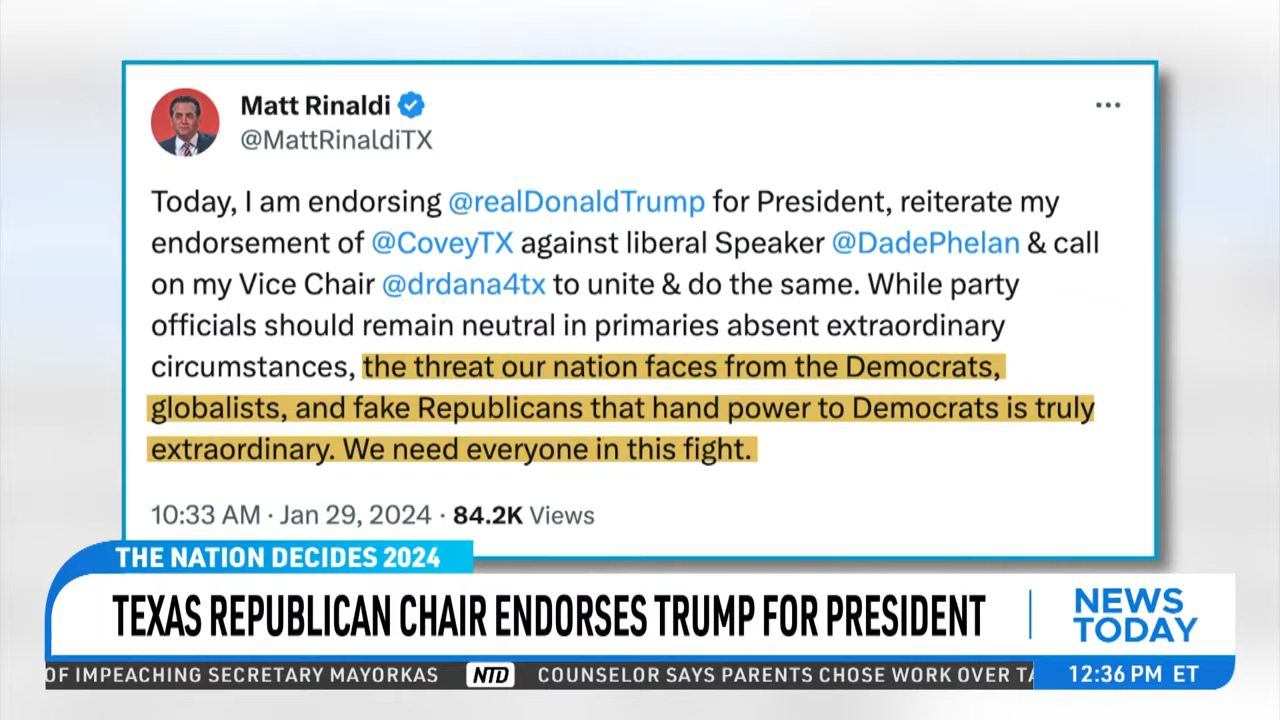 Matt Rinaldi
@MattRinaldiTX
Today, I am endorsing @realDonaldTrump for President, reiterate my
endorsement of @CoveyTX against liberal Speaker @DadePhelan & call
on my Vice Chair @drdana4tx to unite & do the same. While party
officials should remain neutral in primaries absent extraordinary
circumstances, the threat our nation faces from the Democrats,
globalists, and fake Republicans that hand power to Democrats is truly
extraordinary. We need everyone in this fight.
10:33 AM · Jan 29, 2024 · 84.2K Views
THE NATION DECIDES 2024
TEXAS REPUBLICAN CHAIR ENDORSES TRUMP FOR PRESIDENT
NEWS
TODAY
OF IMPEACHING SECRETARY MAYORKAS NTD COUNSELOR SAYS PARENTS CHOSE WORK OVER
12:36 PM ET